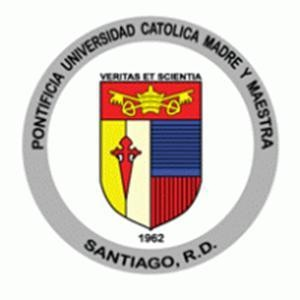 PONTIFICIA UNIVERSIDAD CATOLICA MADRE Y MAESTRA
VERITAS ET SCIENTIA
1962
SANTIAGO, R.D.